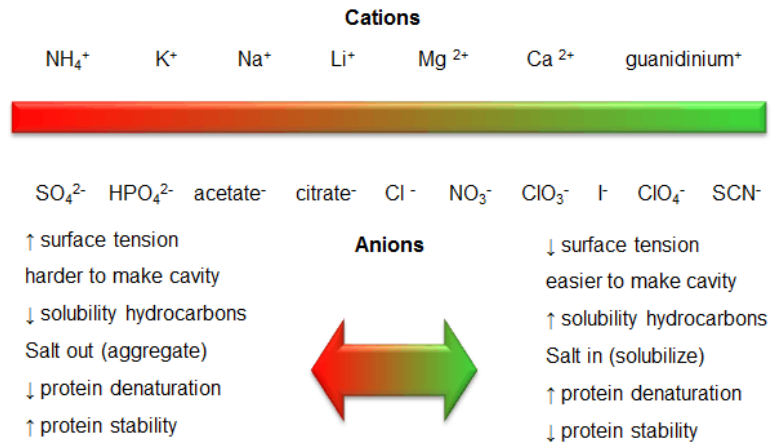 Cations
NH₄⁺ K⁺ Na⁺ Li⁺ Mg ²⁺ Ca ²⁺ guanidinium⁺
SO₄²⁻ HPO₄²⁻ acetate⁻ citrate⁻ Cl ⁻ NO₃⁻ ClO₃⁻ I⁻ ClO₄⁻ SCN⁻
Anions
↑ surface tension
harder to make cavity
↓ solubility hydrocarbons
Salt out (aggregate)
↓ protein denaturation
↑ protein stability
↓ surface tension
easier to make cavity
↑ solubility hydrocarbons
Salt in (solubilize)
↑ protein denaturation
↓ protein stability